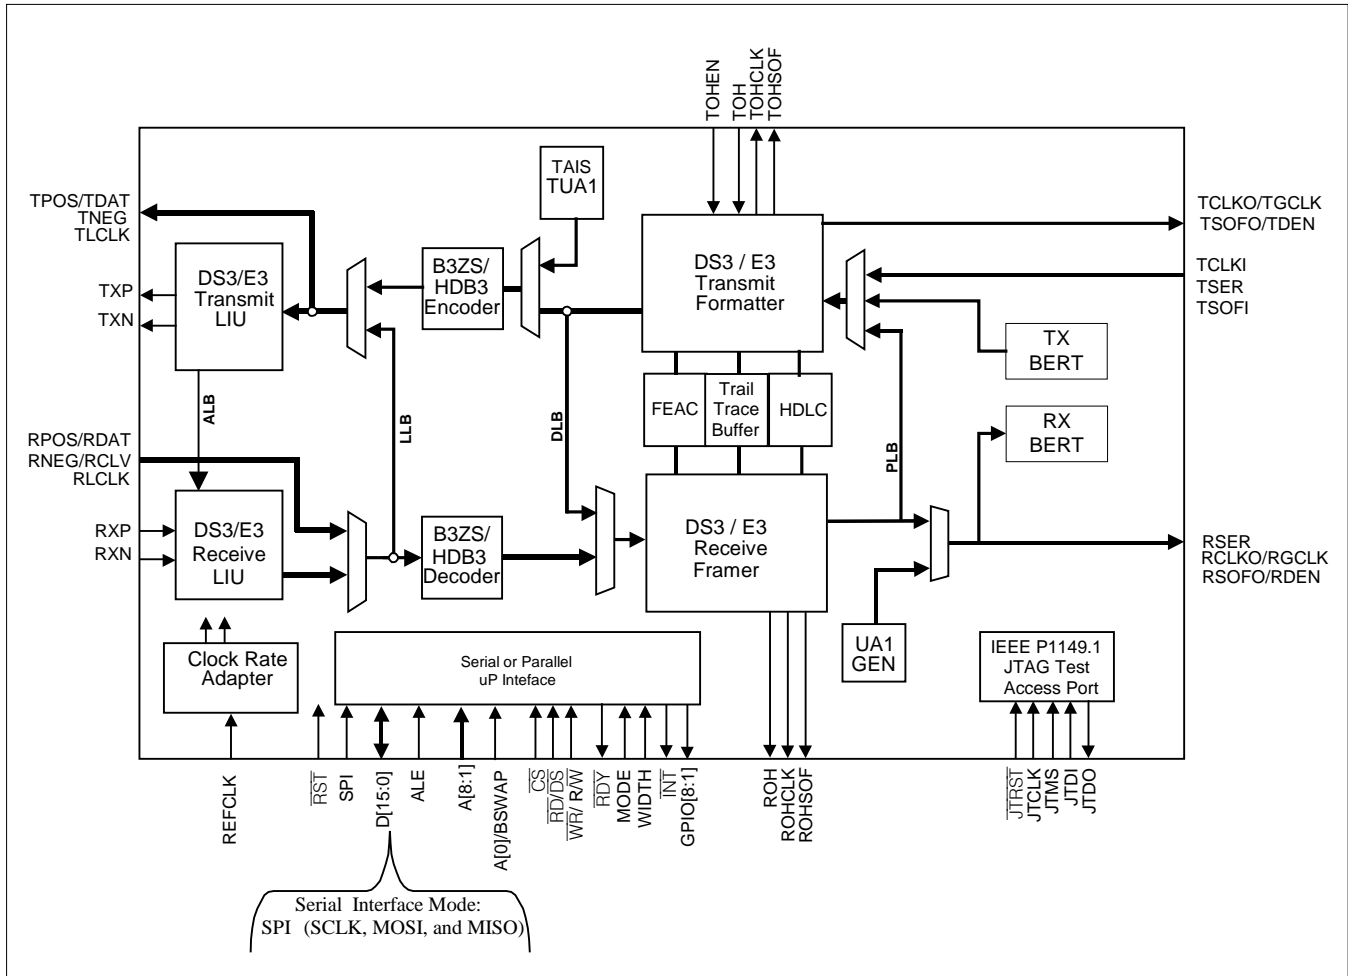 TOHEN
TOH
TOHCLK
TOHSOF
TAIS
TUA1
TPOS/TDAT
TNEG
TLCLK
TCLKO/TGCLK
TSOFO/TDEN
DS3/E3
Transmit
LIU
B3ZS/
HDB3
Encoder
DS3 / E3
Transmit
Formatter
TCLKI
TSER
TSOFI
TXP
TXN
TX
BERT
FEAC
Trail
Trace
Buffer
HDLC
ALB
LLB
DLB
PLB
RX
BERT
RPOS/RDAT
RNEG/RCLV
RLCLK
RXP
RXN
DS3/E3
Receive
LIU
B3ZS/
HDB3
Decoder
DS3 / E3
Receive
Framer
RSER
RCLKO/RGCLK
RSOFO/RDEN
Clock Rate
Adapter
Serial or Parallel
uP Inteface
UA1
GEN
IEEE P1149.1
JTAG Test
Access Port
REFCLK
RST
SPI
D[15:0]
ALE
A[8:1]
A[0]/BSWAP
CS
RD/DS
WR/ R/W
RDY
MODE
WIDTH
INT
GPIO[8:1]
ROH
ROHCLK
ROHSOF
JTRST
JTCLK
JTMS
JTDI
JTDO
Serial Interface Mode:
SPI (SCLK, MOSI, and MISO)